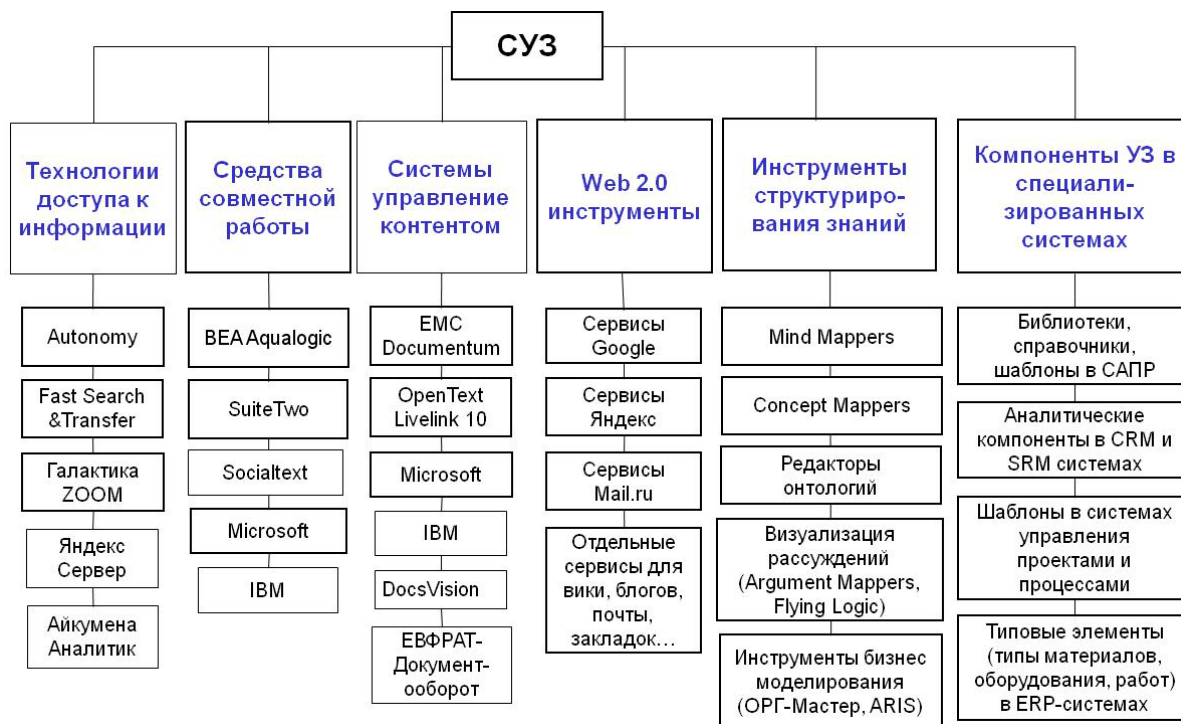 СУЗ
Технологии
доступа к
информации
Autonomy
Fast Search
&Transfer
Галактика
ZOOM
Яндекс
Сервер
Айкумена
Аналитик
Средства
совместной
работы
BEA Aqualogic
SuiteTwo
Socialtext
Microsoft
IBM
Системы
управление
контентом
EMC
Documentum
OpenText
Livelink 10
Microsoft
IBM
DocsVision
ЕВФРАТ-
Документ-
ооборот
Web 2.0
инструменты
Сервисы
Google
Сервисы
Яндекс
Сервисы
Mail.ru
Отдельные
сервисы для
вики, блогов,
почты,
закладок...
Инструменты
структуриро-
вания знаний
Mind Mappers
Concept Mappers
Редакторы
онтологий
Визуализация
рассуждений
(Argument Mappers,
Flying Logic)
Инструменты бизнес
моделирования
(ОРГ-Мастер, ARIS)
Компоненты УЗ в
специали-
зированных
системах
Библиотеки,
справочники,
шаблоны в САПР
Аналитические
компоненты в CRM и
SRM системах
Шаблоны в системах
управления
проектами и
процессами
Типовые элементы
(типы материалов,
оборудования, работ)
в ERP-системах